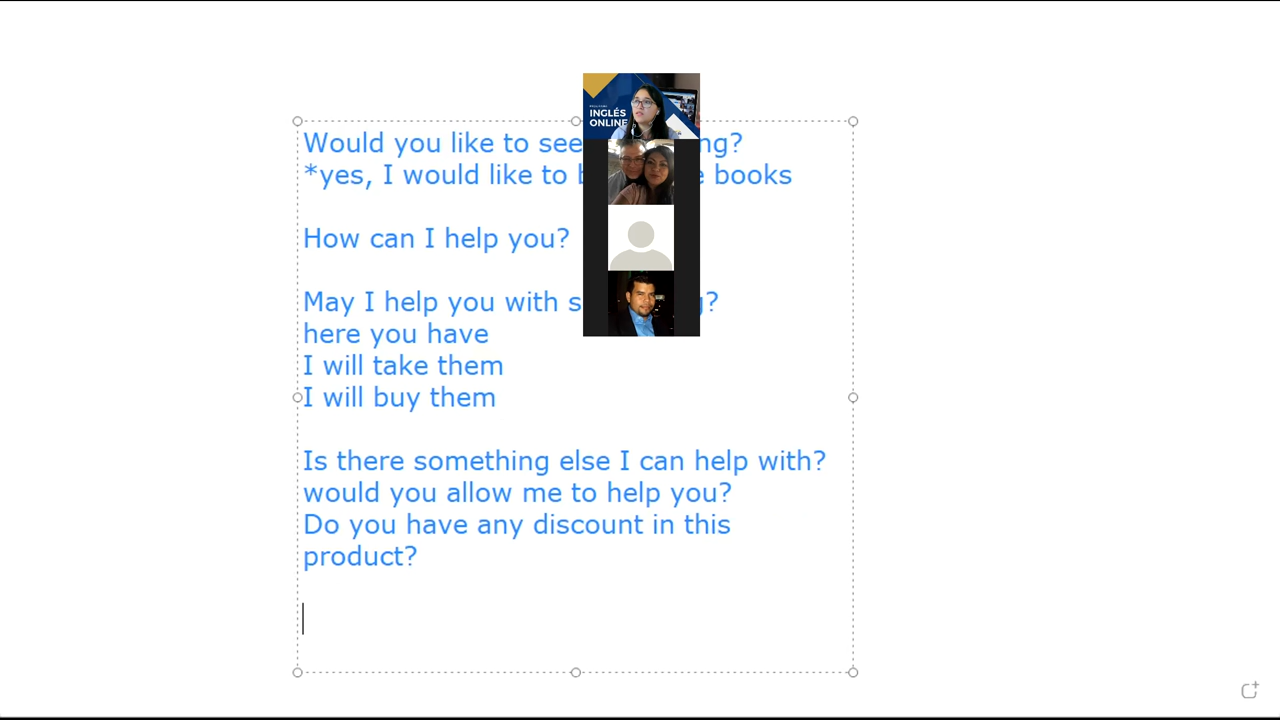 INGLÉS
ONLINE
Would you like to see ng?
*yes, I would like to books
How can I help you?
May I help you with ?
here you have
I will take them
I will buy them
Is there something else I can help with?
would you allow me to help you?
Do you have any discount in this
product?